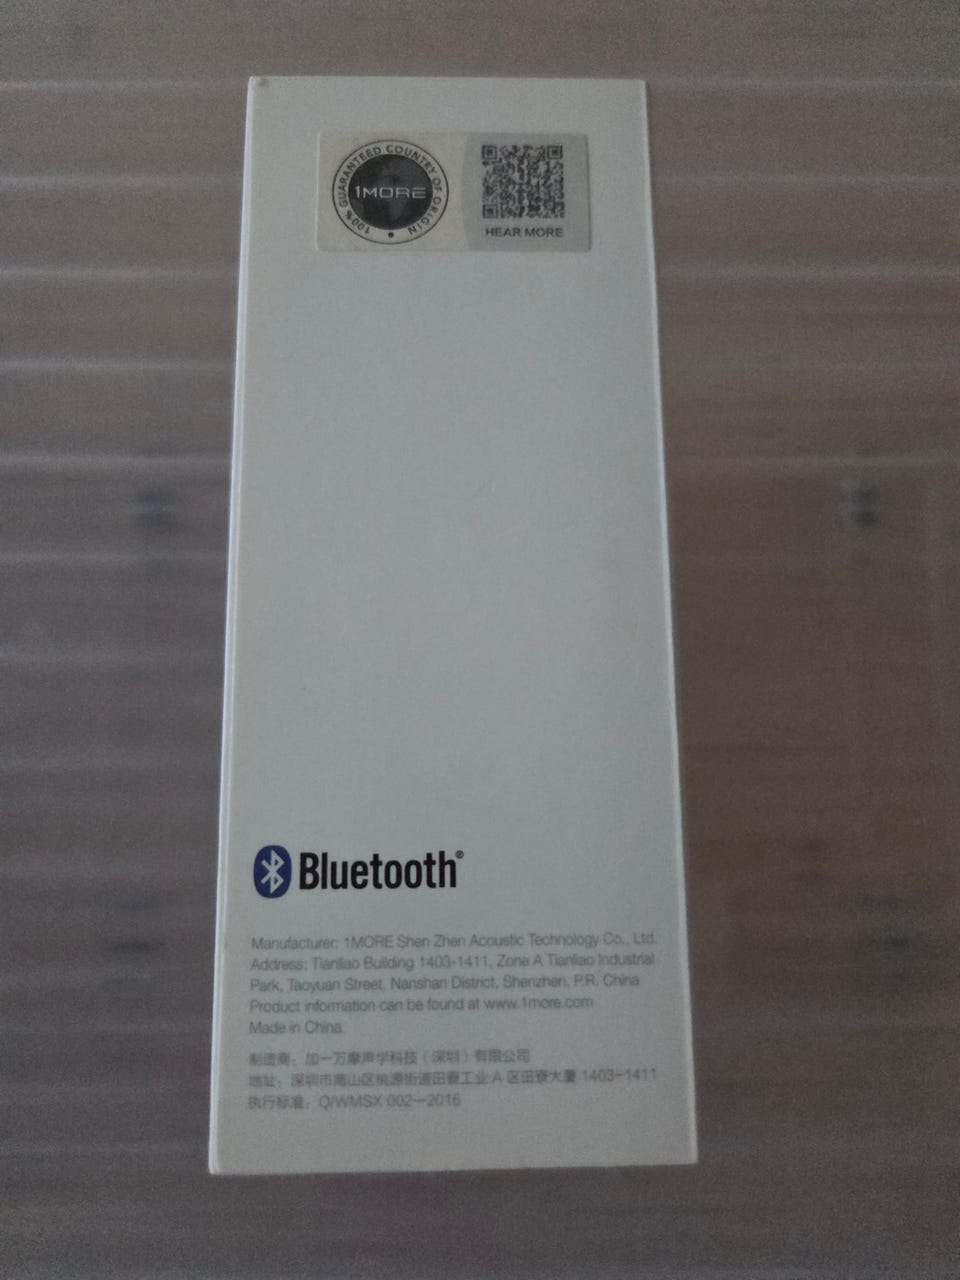 100% GUARANTEED COUNTRY OF ORIGIN
1MORE
HEAR MORE
Bluetooth®
Manufacturer: 1MORE Shen Zhen Acoustic Technology Co., Ltd.
Address: Tianliao Building 1403-1411, Zone A Tianliao Industrial
Park, Taoyuan Street, Nanshan District, Shenzhen, P.R. China
Product information can be found at www.1more.com
Made in China
制造商：加一万摩声学科技（深圳）有限公司
地址：深圳市南山区桃源街道田寮工业 A 区田寮大厦 1403—1411
执行标准：Q/WMSX 002—2016